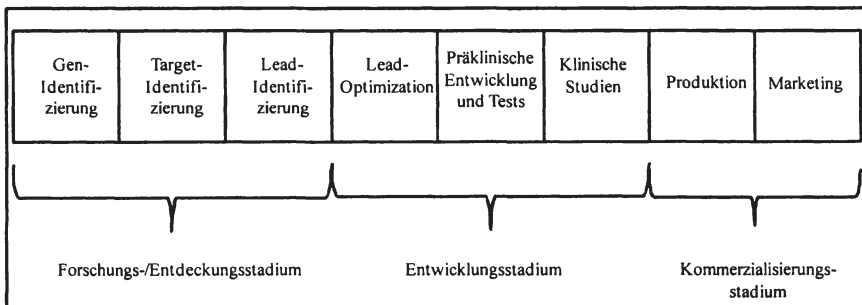 Gen-
Identifi-
zierung
Target-
Identifi-
zierung
Lead-
Identifi-
zierung
Lead-
Optimization
Präklinische
Entwicklung
und Tests
Klinische
Studien
Produktion
Marketing
Forschungs-/Entdeckungsstadium
Entwicklungsstadium
Kommerzialisierungs-
stadium